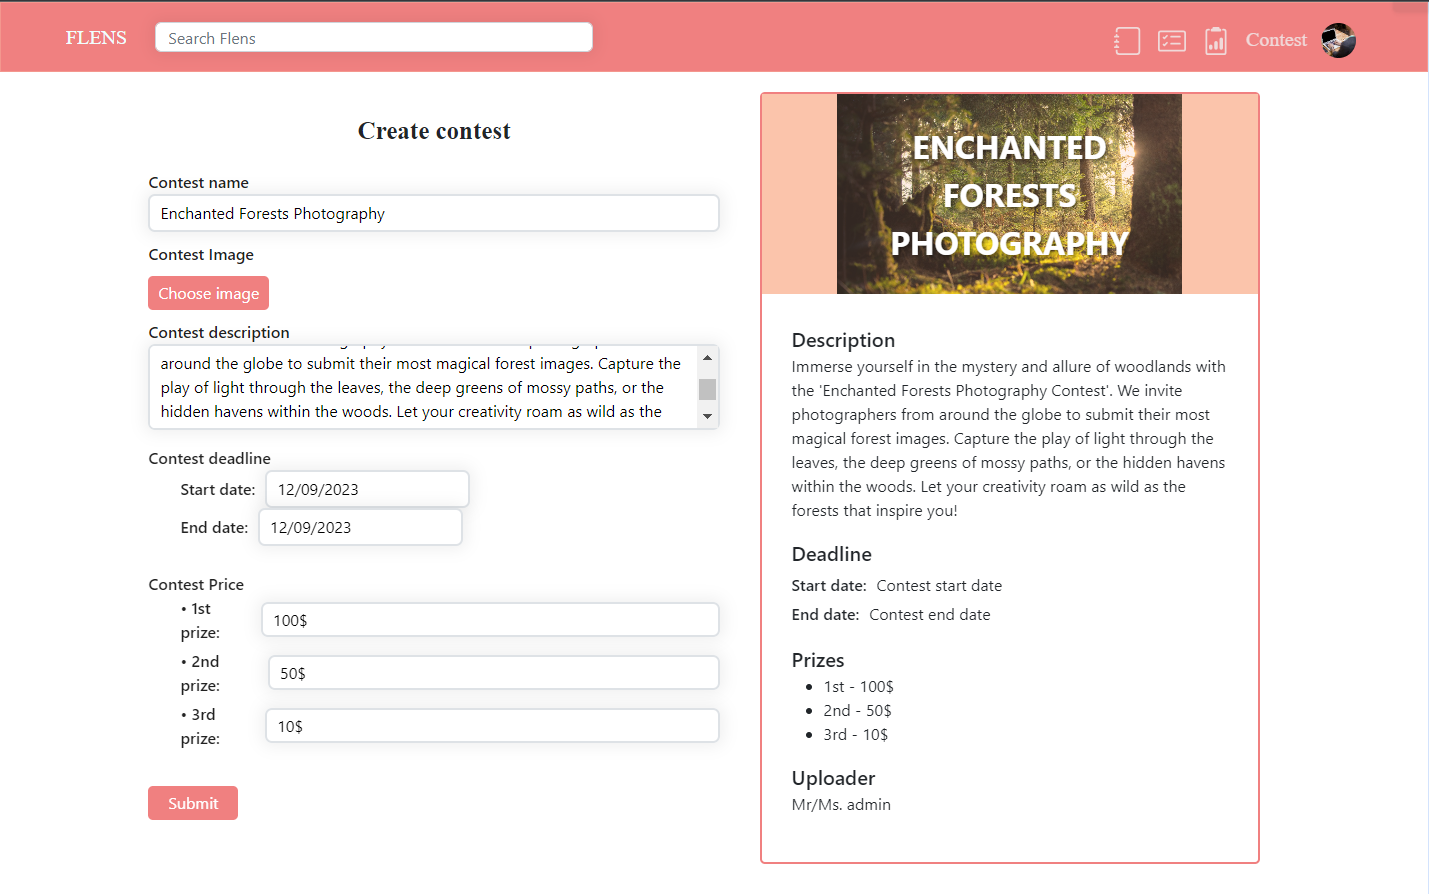 FLENS
Search Flens
Contest
Create contest
Contest name
Enchanted Forests Photography
Contest Image
Choose image
Contest description
around the globe to submit their most magical forest images. Capture the
play of light through the leaves, the deep greens of mossy paths, or the
hidden havens within the woods. Let your creativity roam as wild as the
Contest deadline
Start date: 12/09/2023
End date: 12/09/2023
Contest Price
• 1st
prize:
100$
• 2nd
prize:
50$
• 3rd
prize:
10$
Submit
ENCHANTED
FORESTS
PHOTOGRAPHY
Description
Immerse yourself in the mystery and allure of woodlands with
the 'Enchanted Forests Photography Contest'. We invite
photographers from around the globe to submit their most
magical forest images. Capture the play of light through the
leaves, the deep greens of mossy paths, or the hidden havens
within the woods. Let your creativity roam as wild as the
forests that inspire you!
Deadline
Start date: Contest start date
End date: Contest end date
Prizes
• 1st - 100$
• 2nd - 50$
• 3rd - 10$
Uploader
Mr/Ms. admin